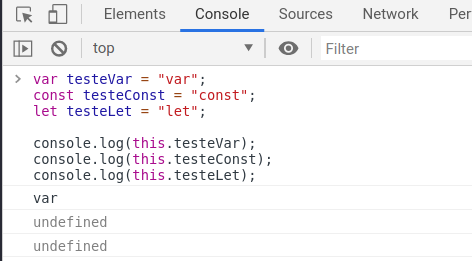 Elements Console Sources Network Per
top Filter
> var testeVar = "var";
const testeConst = "const";
let testeLet = "let";
console.log(this.testeVar);
console.log(this.testeConst);
console.log(this.testeLet);
var
undefined
undefined